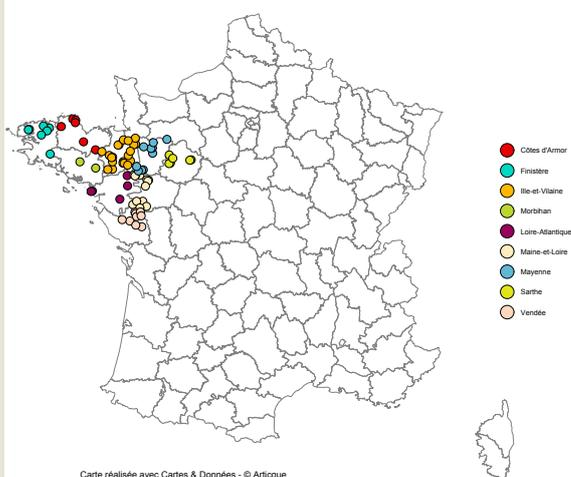 Côtes d'Armor
Finistère
Ille-et-Vilaine
Morbihan
Loire-Atlantique
Maine-et-Loire
Mayenne
Sarthe
Vendée
Carte réalisée avec Cartes & Données - © Articque